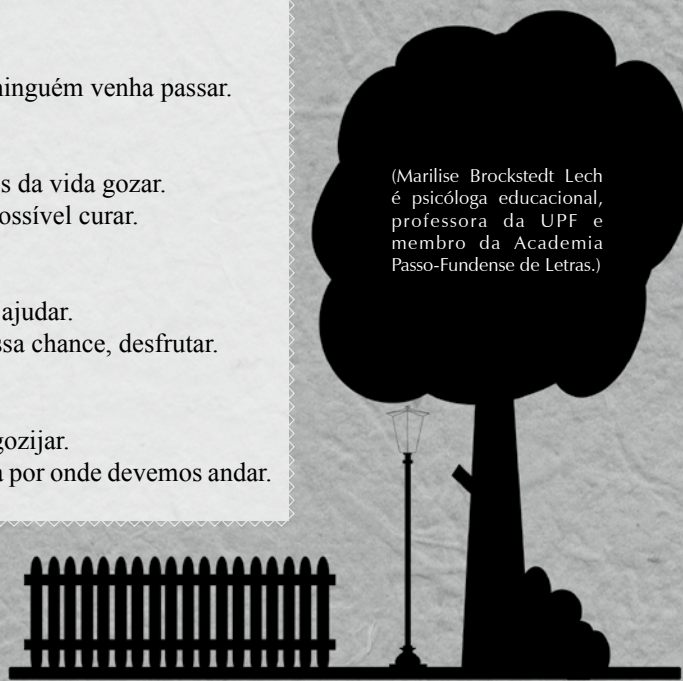 ninguém venha passar.
s da vida gozar.
ossível curar.
ajudar.
ssa chance, desfrutar.
gozijar.
por onde devemos andar.
(Marilise Brockstedt Lech
é psicóloga educacional,
professora da UPF e
membro da Academia
Passo-Fundense de Letras.)